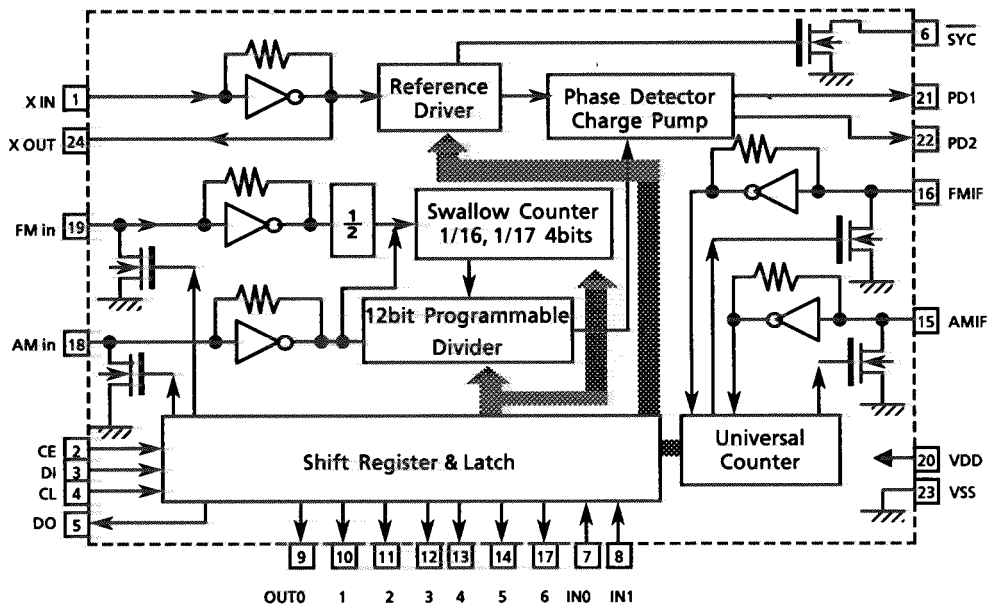 6 SYC
X IN 1
Reference
Driver
Phase Detector
Charge Pump
21 PD1
X OUT 24
22 PD2
16 FMIF
FM in 19
1
2
Swallow Counter
1/16, 1/17 4bits
12bit Programmable
Divider
15 AMIF
AM in 18
CE 2
Di 3
CL 4
DO 5
Shift Register & Latch
Universal
Counter
20 VDD
23 VSS
9 10 11 12 13 14 17 7 8
OUT0 1 2 3 4 5 6 IN0 IN1